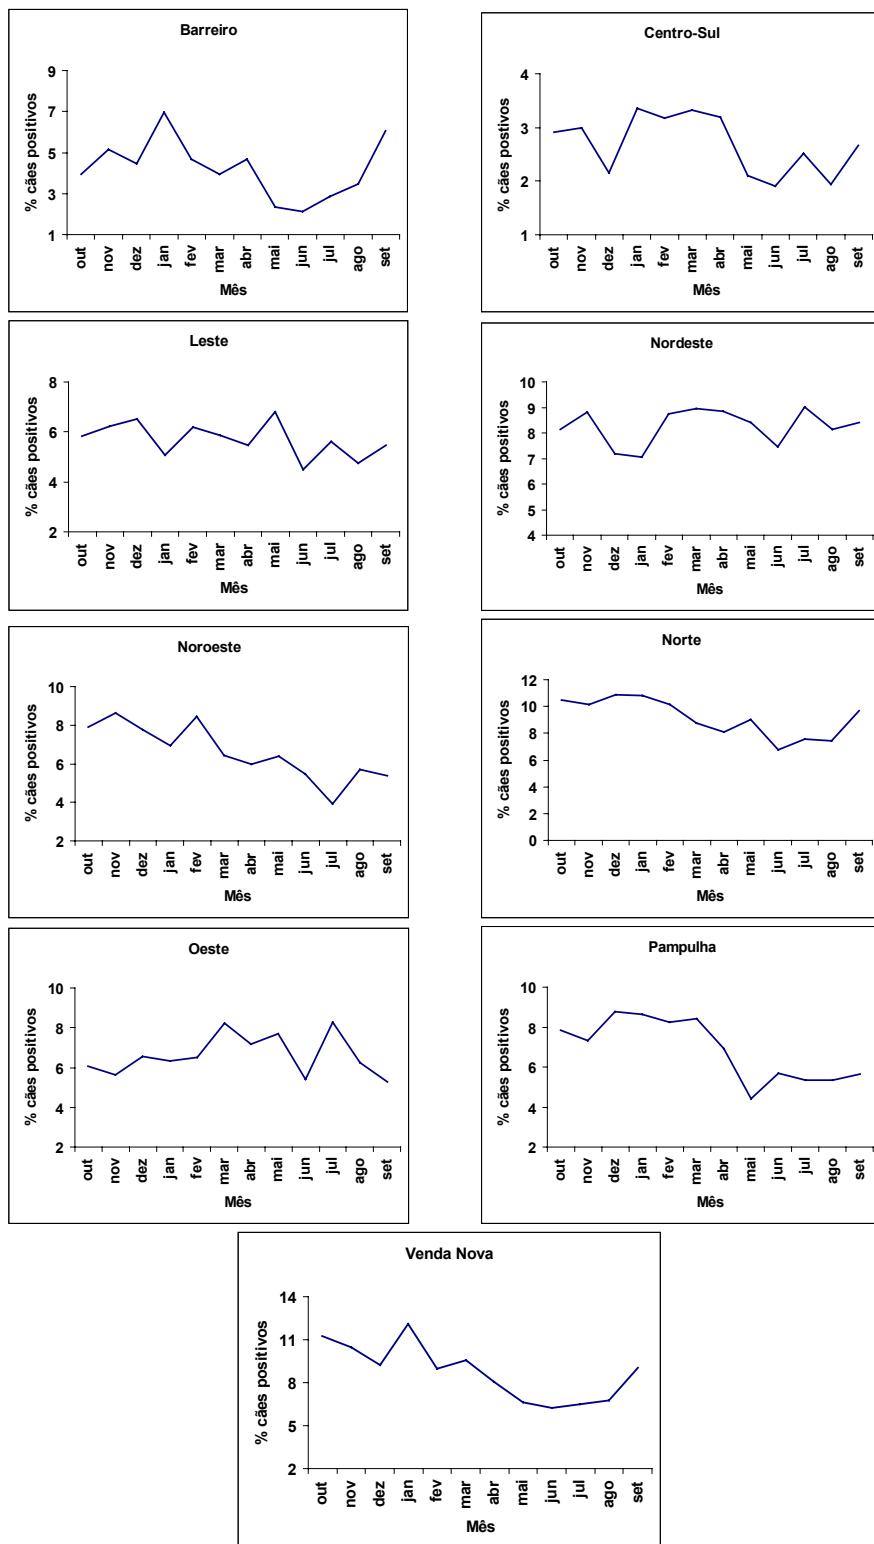 Barreiro
% cães positivos
9
7
5
3
1
out nov dez jan fev mar abr mai jun jul ago set
Mês
Centro-Sul
% cães postivos
4
3
2
1
out nov dez jan fev mar abr mai jun jul ago set
Mês
Leste
% cães positivos
8
6
4
2
out nov dez jan fev mar abr mai jun jul ago set
Mês
Nordeste
% cães positivos
10
9
8
7
6
5
4
out nov dez jan fev mar abr mai jun jul ago set
Mês
Noroeste
% cães positivos
10
8
6
4
2
out nov dez jan fev mar abr mai jun jul ago set
Mês
Norte
% cães positivos
12
10
8
6
4
2
0
out nov dez jan fev mar abr mai jun jul ago set
Mês
Oeste
% cães positivos
10
8
6
4
2
out nov dez jan fev mar abr mai jun jul ago set
Mês
Pampulha
% cães positivos
10
8
6
4
2
out nov dez jan fev mar abr mai jun jul ago set
Mês
Venda Nova
% cães positivos
14
11
8
5
2
out nov dez jan fev mar abr mai jun jul ago set
Mês